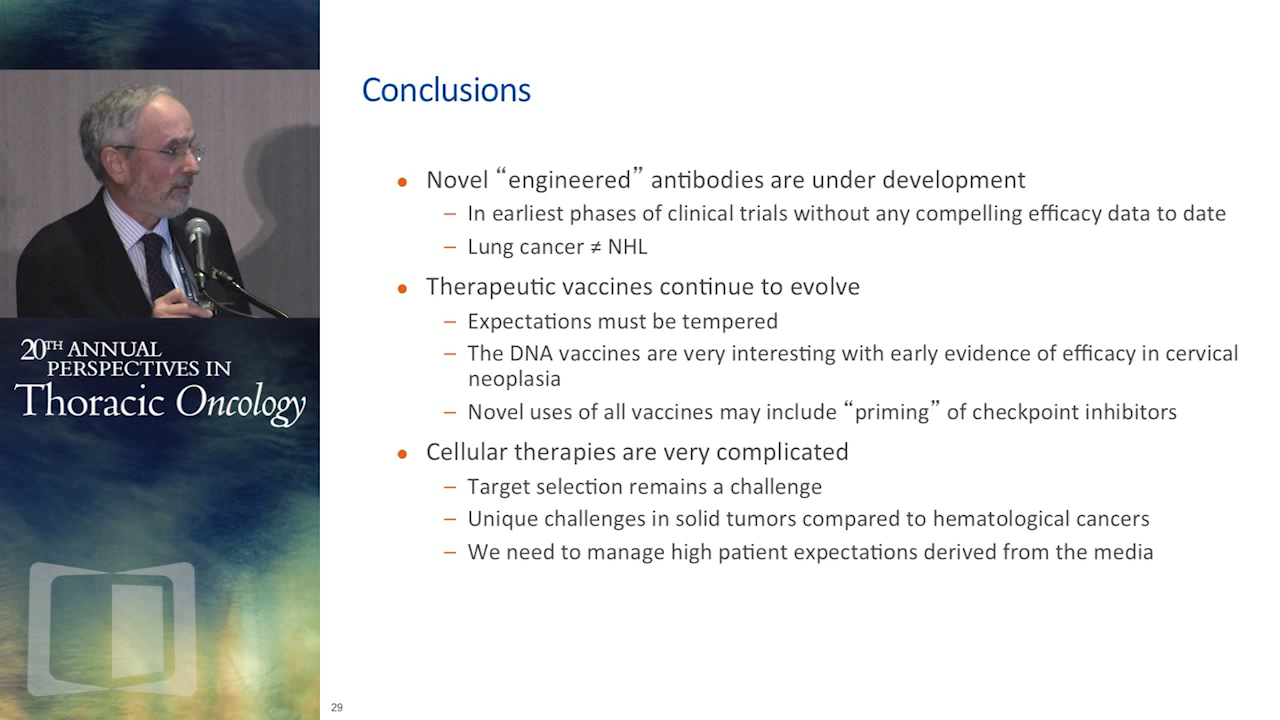 20TH ANNUAL
PERSPECTIVES IN
Thoracic Oncology
Conclusions
● Novel “engineered” antibodies are under development
– In earliest phases of clinical trials without any compelling efficacy data to date
– Lung cancer ≠ NHL
● Therapeutic vaccines continue to evolve
– Expectations must be tempered
– The DNA vaccines are very interesting with early evidence of efficacy in cervical
neoplasia
– Novel uses of all vaccines may include “priming” of checkpoint inhibitors
● Cellular therapies are very complicated
– Target selection remains a challenge
– Unique challenges in solid tumors compared to hematological cancers
– We need to manage high patient expectations derived from the media
29